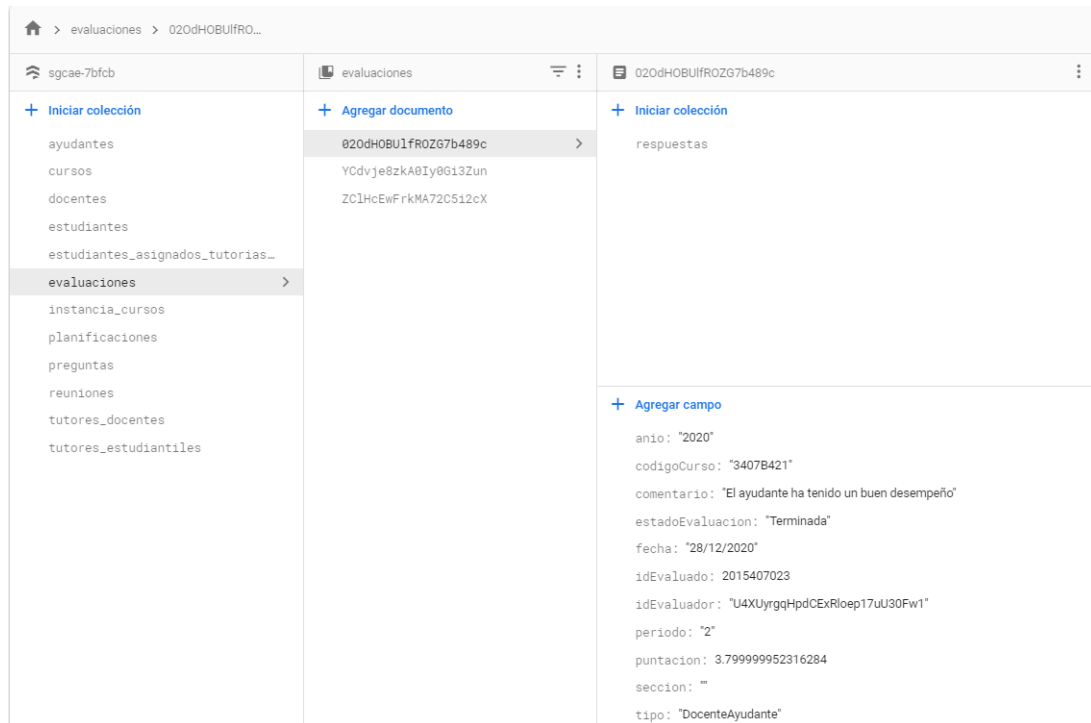 evaluaciones > 02OdHOBUlfRO...
sgcae-7bfcb
Iniciar colección
ayudantes
cursos
docentes
estudiantes
estudiantes_asignados_tutorias…
evaluaciones
instancia_cursos
planificaciones
preguntas
reuniones
tutores_docentes
tutores_estudiantiles
evaluaciones
Agregar documento
02OdHOBUlfROZG7b489c
YCdvje8zkA0Iy0Gi3Zun
ZClHcEwFrkMA72C5i2cX
02OdHOBUlfROZG7b489c
Iniciar colección
respuestas
Agregar campo
anio: "2020"
codigoCurso: "3407B421"
comentario: "El ayudante ha tenido un buen desempeño"
estadoEvaluacion: "Terminada"
fecha: "28/12/2020"
idEvaluado: 2015407023
idEvaluador: "U4XUyrgqHpdCExRloep17uU30Fw1"
periodo: "2"
puntacion: 3.799999952316284
seccion: ""
tipo: "DocenteAyudante"